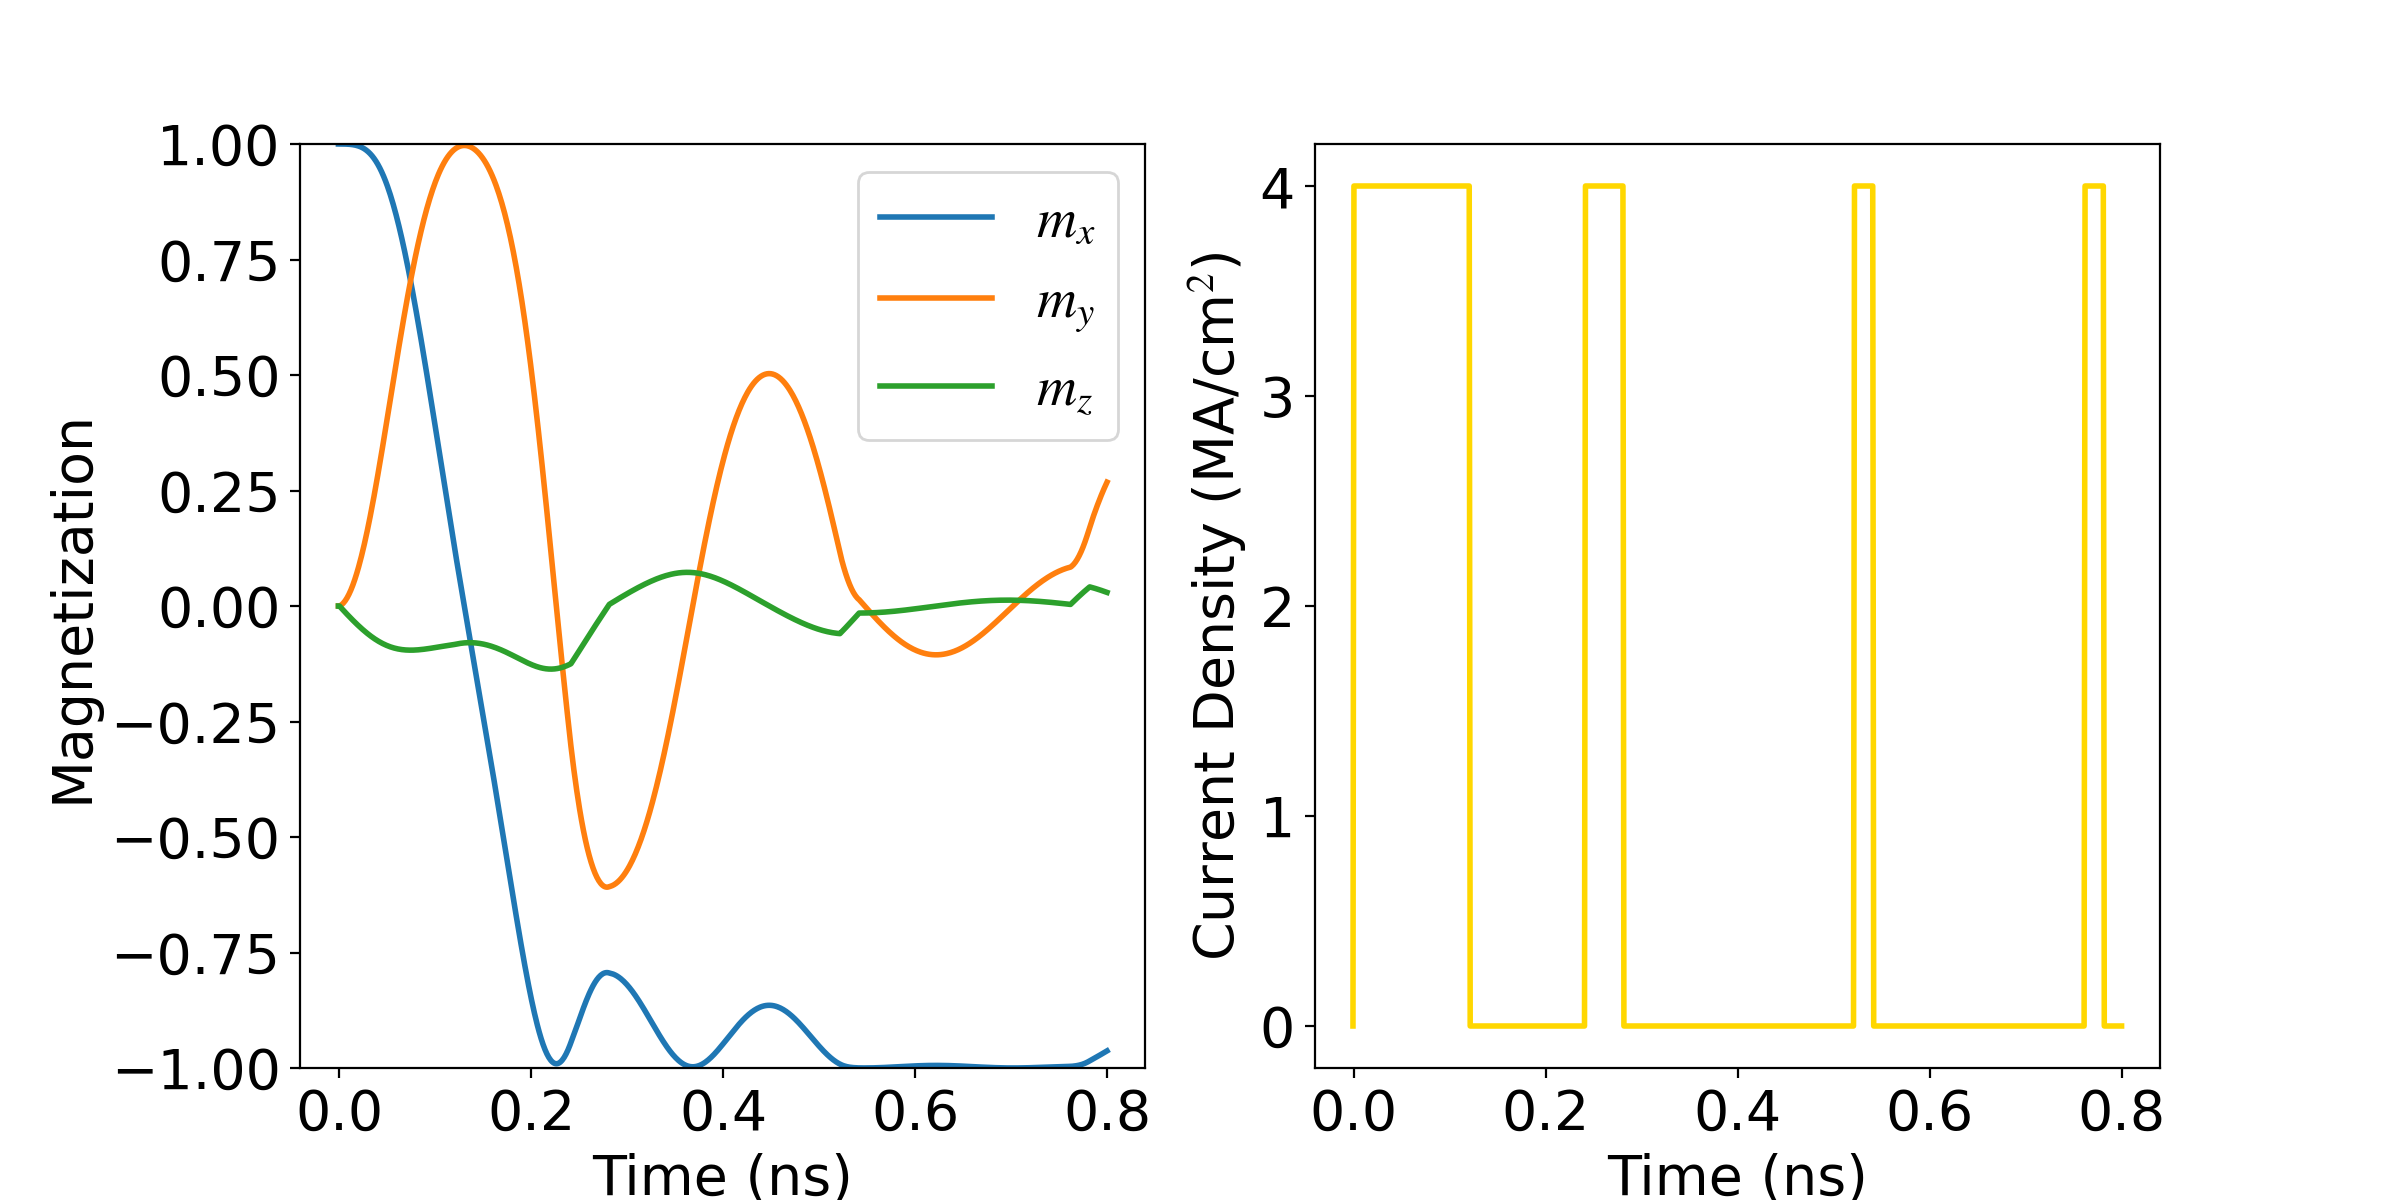 Magnetization
1.00
0.75
0.50
0.25
0.00
−0.25
−0.50
−0.75
−1.00
0.0 0.2 0.4 0.6 0.8
Time (ns)
m_x
m_y
m_z
Current Density (MA/cm²)
4
3
2
1
0
0.0 0.2 0.4 0.6 0.8
Time (ns)